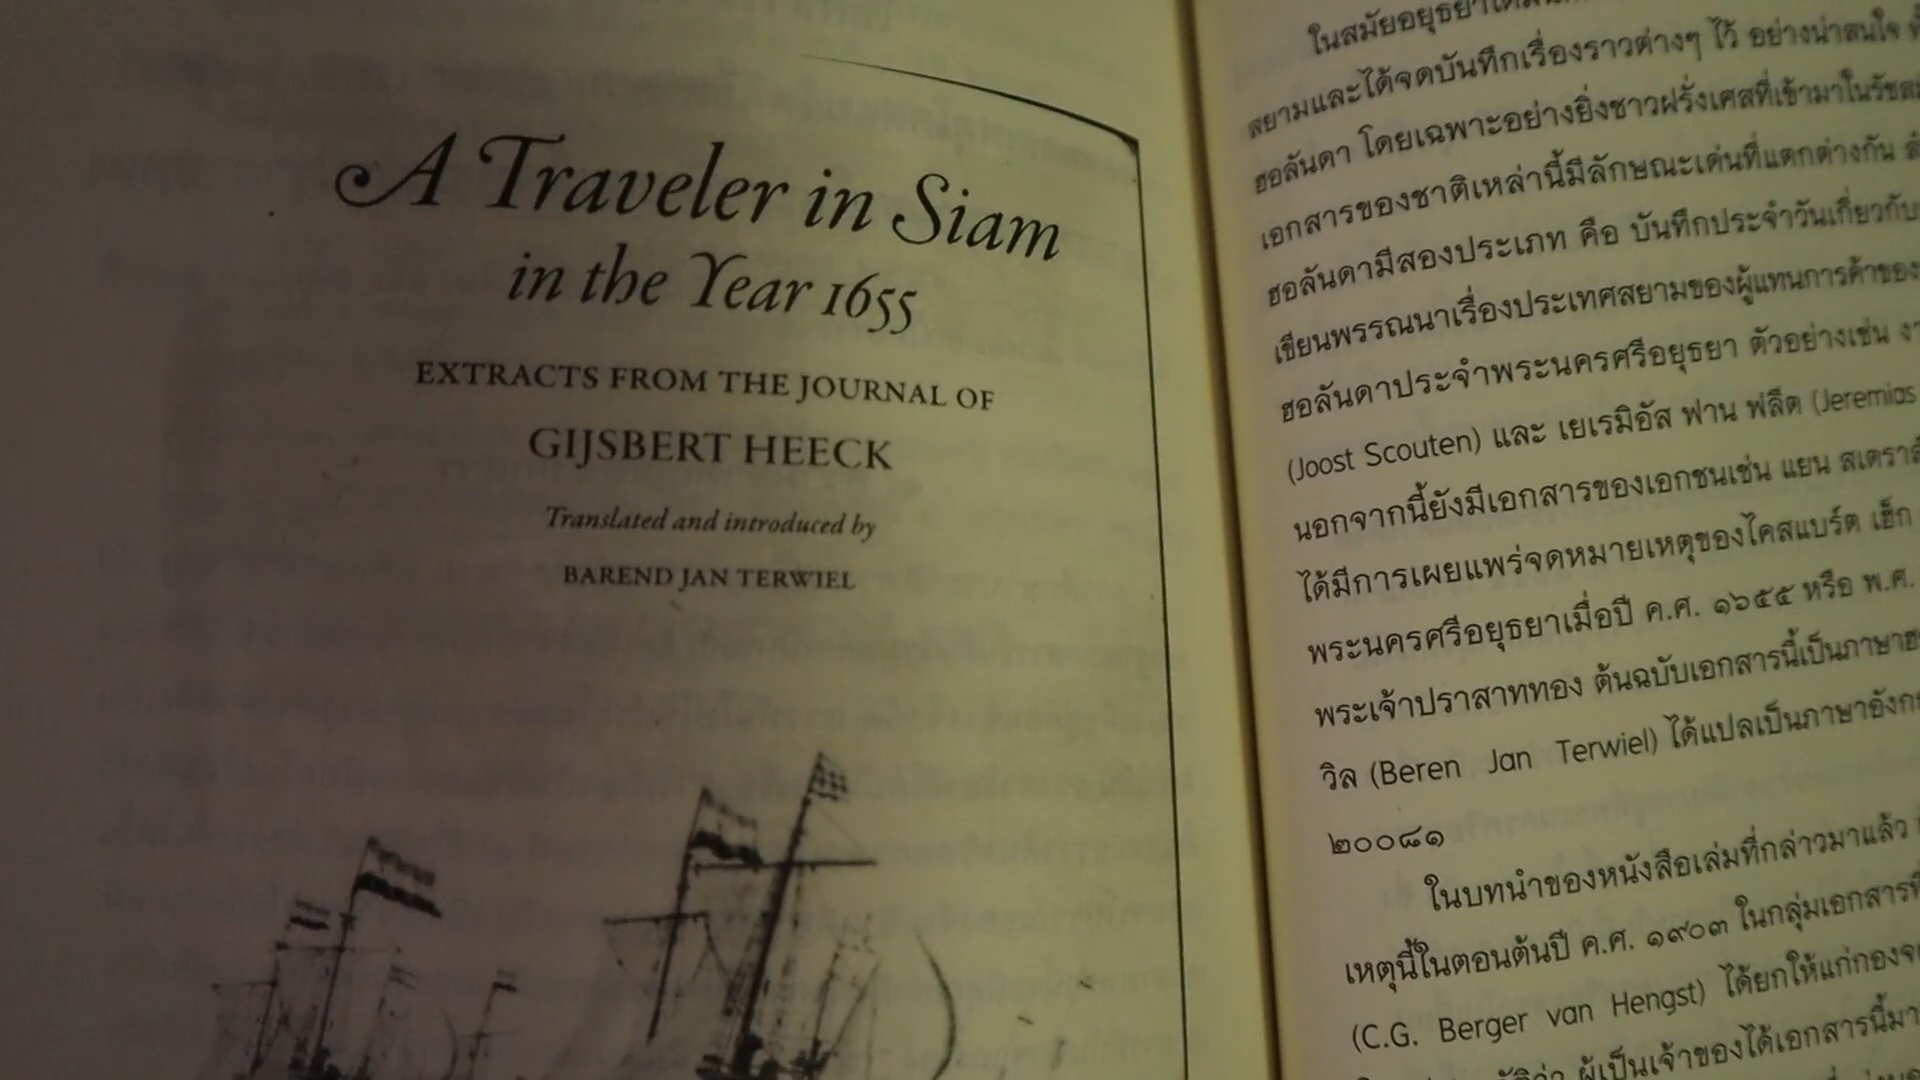 A Traveler in Siam
in the Year 1655
EXTRACTS FROM THE JOURNAL OF
GIJSBERT HEECK
Translated and introduced by
BAREND JAN TERWIEL
ในสมัยอยุธยา
สยามและได้จดบันทึกเรื่องราวต่างๆ ไว้ อย่างน่าสนใจ
ฮอลันดา โดยเฉพาะอย่างยิ่งชาวฝรั่งเศสที่เข้ามาใน
เอกสารของชาติเหล่านี้มีลักษณะเด่นที่แตกต่างกัน
ฮอลันดามีสองประเภท คือ บันทึกประจำวันเกี่ยวกับ
เขียนพรรณนาเรื่องประเทศสยามของผู้แทนการค้าของ
ฮอลันดาประจำพระนครศรีอยุธยา ตัวอย่างเช่น
(Joost Scouten) และ เยเรมิอัส ฟาน ฟลีต (Jeremias
นอกจากนี้ยังมีเอกสารของเอกชนเช่น แยน
ได้มีการเผยแพร่จดหมายเหตุของไคสแบร์ต เฮ็ก
พระนครศรีอยุธยาเมื่อปี ค.ศ. ๑๖๕๕ หรือ พ.ศ.
พระเจ้าปราสาททอง ต้นฉบับเอกสารนี้เป็นภาษา
วิล (Beren Jan Terwiel) ได้แปลเป็นภาษา
๒๐๐๘๑
ในบทนำของหนังสือเล่มที่กล่าวมาแล้ว
เหตุนี้ในตอนต้นปี ค.ศ. ๑๙๐๓ ในกลุ่มเอกสารที่
(C.G. Berger van Hengst) ได้ยกให้แก่
ผู้เป็นเจ้าของได้เอกสารนี้มา